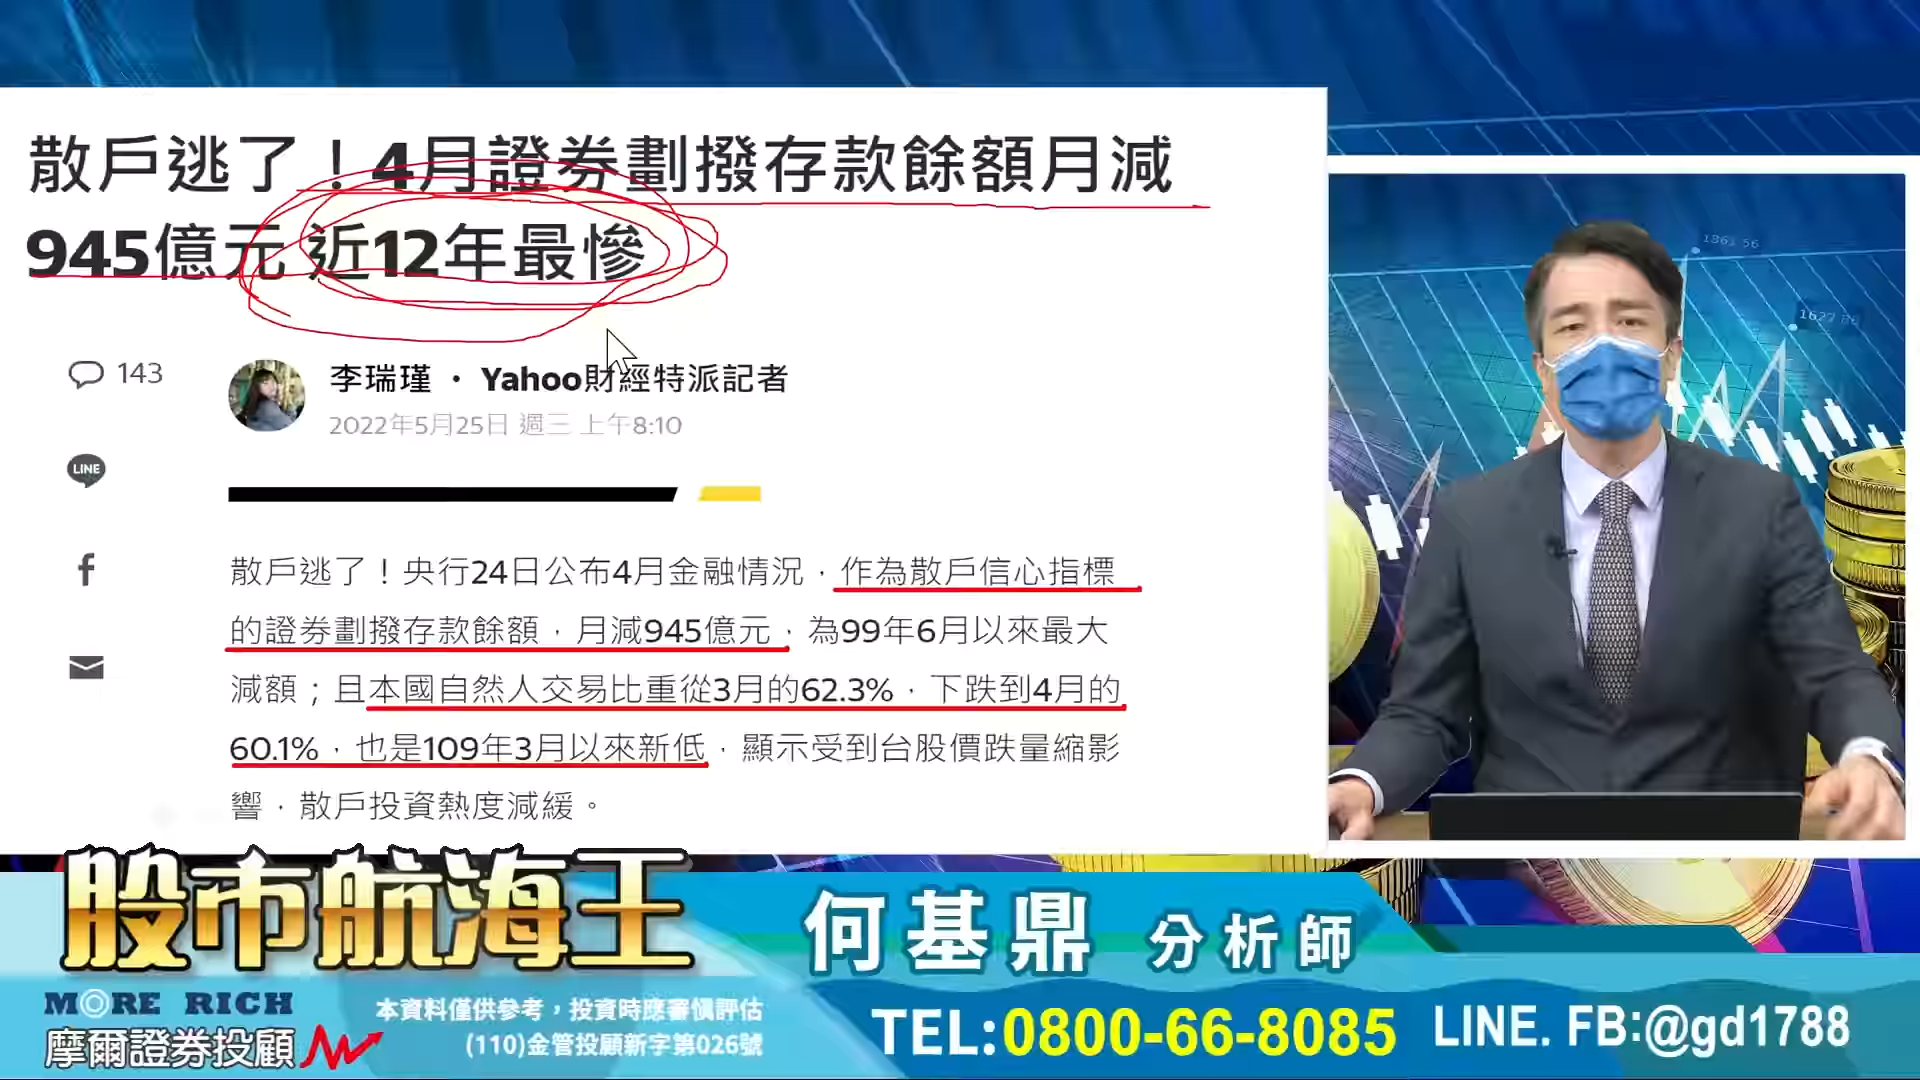 散戶逃了！4月證券劃撥存款餘額月減
945億元 近12年最慘
143
李瑞瑾 · Yahoo財經特派記者
2022年5月25日 週三 上午8:10
LINE
f
散戶逃了！央行24日公布4月金融情況，作為散戶信心指標
的證券劃撥存款餘額，月減945億元，為99年6月以來最大
減額；且本國自然人交易比重從3月的62.3%，下跌到4月的
60.1%，也是109年3月以來新低，顯示受到台股價跌量縮影
響，散戶投資熱度減緩。
1861 56
股市航海王
何基鼎 分析師
MORE RICH
摩爾證券投顧
本資料僅供參考，投資時應審慎評估
(110)金管投顧新字第026號
TEL:0800-66-8085
LINE. FB:@gd1788